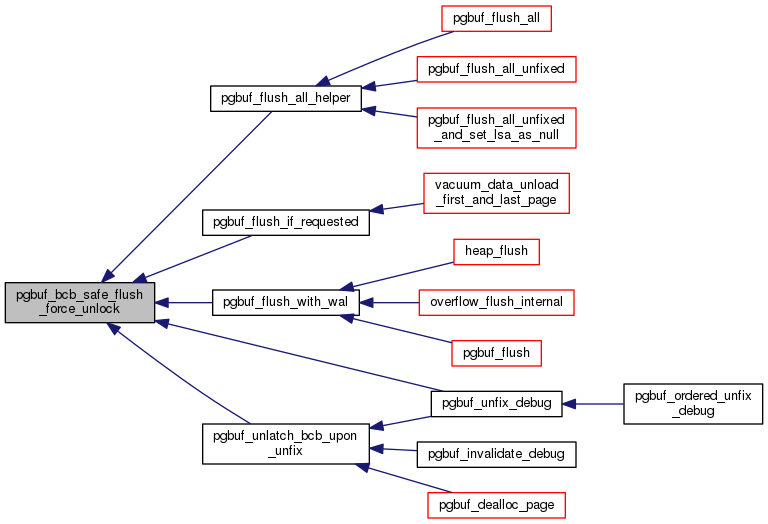 pgbuf_flush_all
pgbuf_flush_all_helper
pgbuf_flush_all_unfixed
pgbuf_flush_all_unfixed
_and_set_lsa_as_null
vacuum_data_unload
_first_and_last_page
pgbuf_flush_if_requested
heap_flush
pgbuf_bcb_safe_flush
_force_unlock
pgbuf_flush_with_wal
overflow_flush_internal
pgbuf_flush
pgbuf_unfix_debug
pgbuf_ordered_unfix
_debug
pgbuf_unlatch_bcb_upon
_unfix
pgbuf_invalidate_debug
pgbuf_dealloc_page